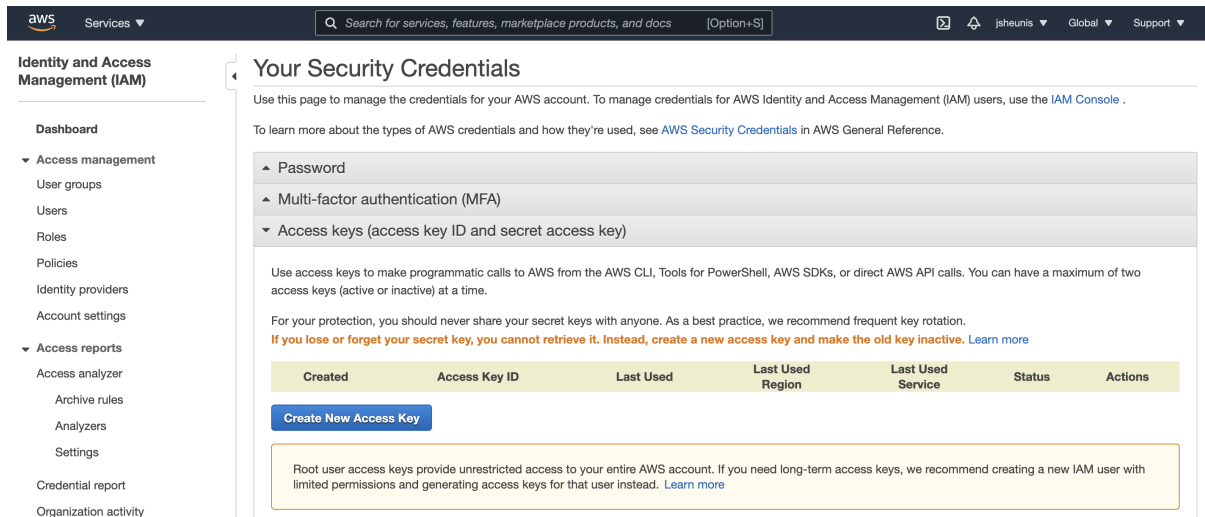 aws
Services ▼
Search for services, features, marketplace products, and docs [Option+S]
jsheunis ▼
Global ▼
Support ▼
Identity and Access
Management (IAM)
Dashboard
Access management
User groups
Users
Roles
Policies
Identity providers
Account settings
Access reports
Access analyzer
Archive rules
Analyzers
Settings
Credential report
Organization activity
Your Security Credentials
Use this page to manage the credentials for your AWS account. To manage credentials for AWS Identity and Access Management (IAM) users, use the IAM Console .
To learn more about the types of AWS credentials and how they're used, see AWS Security Credentials in AWS General Reference.
Password
Multi-factor authentication (MFA)
Access keys (access key ID and secret access key)
Use access keys to make programmatic calls to AWS from the AWS CLI, Tools for PowerShell, AWS SDKs, or direct AWS API calls. You can have a maximum of two
access keys (active or inactive) at a time.
For your protection, you should never share your secret keys with anyone. As a best practice, we recommend frequent key rotation.
If you lose or forget your secret key, you cannot retrieve it. Instead, create a new access key and make the old key inactive. Learn more
Created
Access Key ID
Last Used
Last Used
Region
Last Used
Service
Status
Actions
Create New Access Key
Root user access keys provide unrestricted access to your entire AWS account. If you need long-term access keys, we recommend creating a new IAM user with
limited permissions and generating access keys for that user instead. Learn more